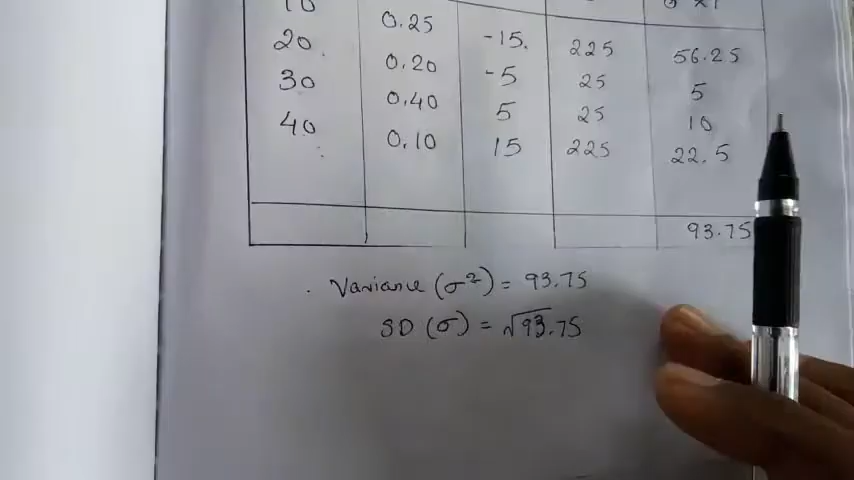 10 0.25 -15. 225 56.25
20 0.20 -5 25 5
30 0.40 5 25 10
40 0.10 15 225 22.5
93.75
Variance (σ²) = 93.75
SD (σ) = √93.75